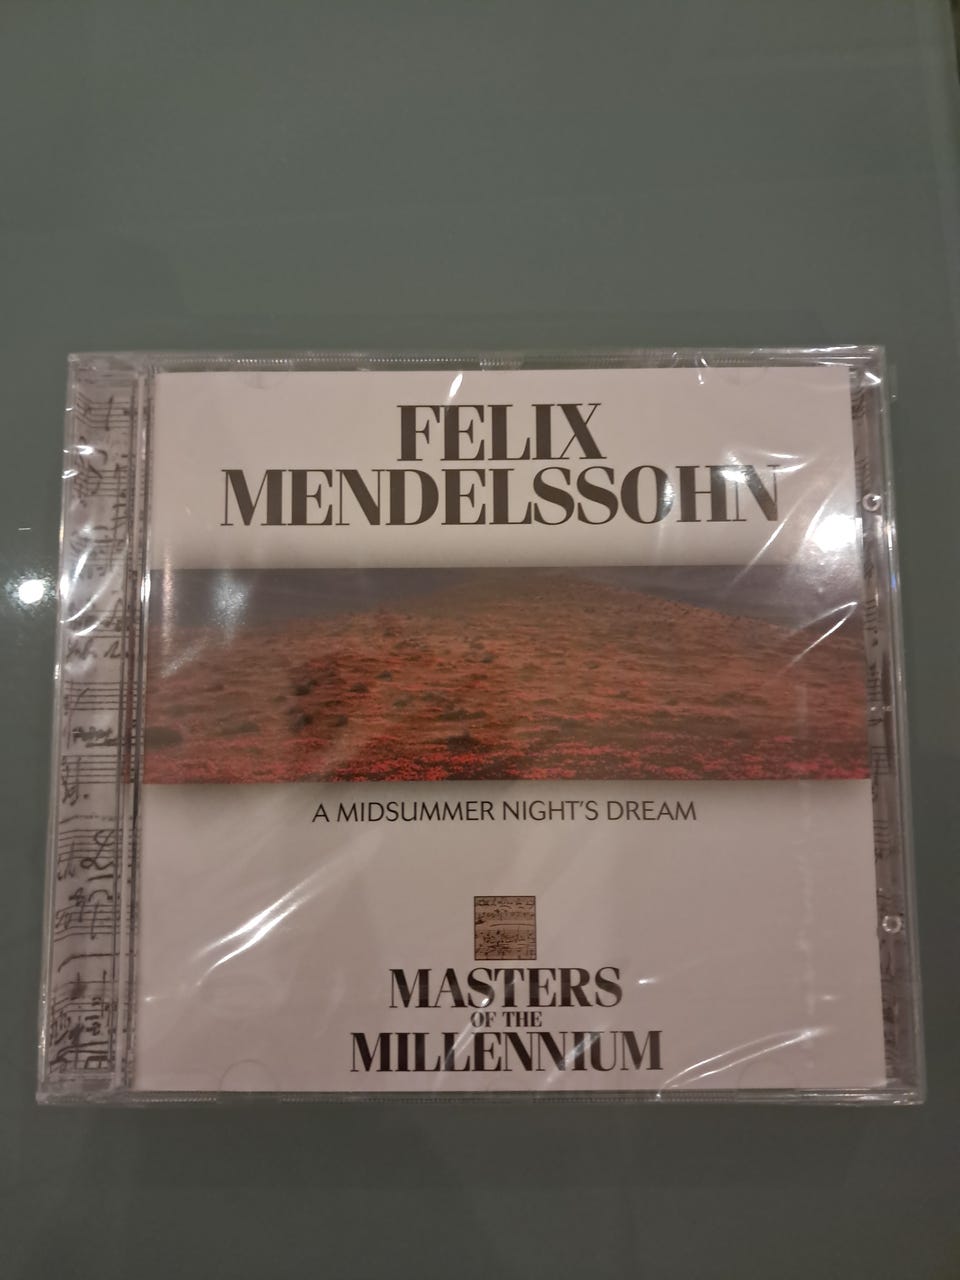 FELIX
MENDELSSOHN
A MIDSUMMER NIGHT'S DREAM
MASTERS
OF THE
MILLENNIUM